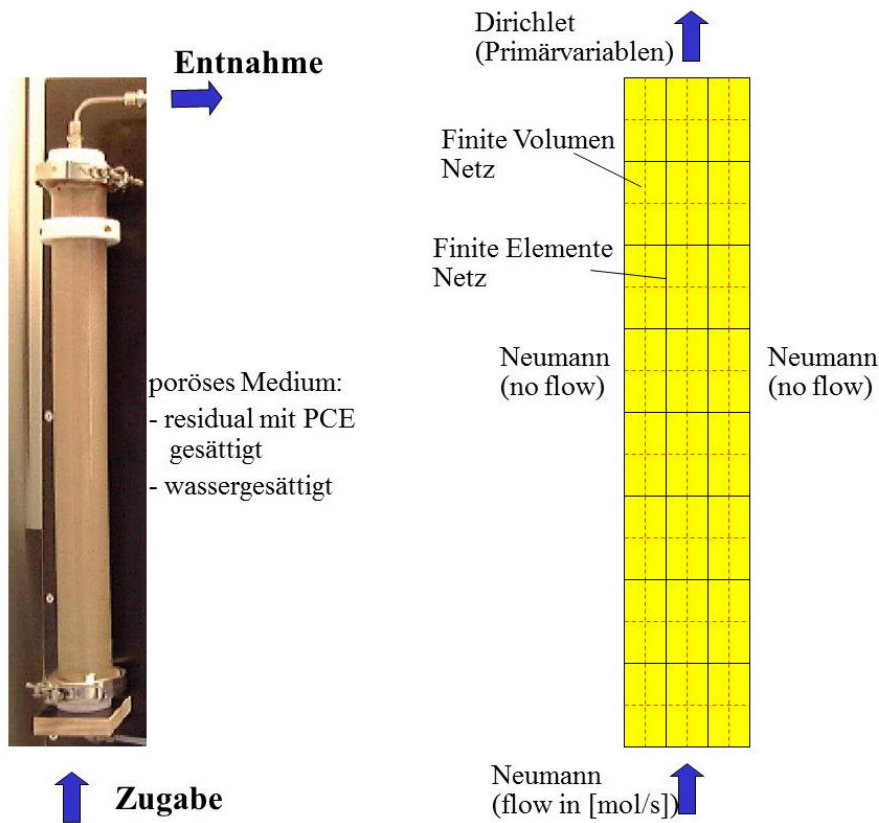 Entnahme
poröses Medium:
- residual mit PCE
gesättigt
- wassergesättigt
Zugabe
Dirichlet
(Primärvariablen)
Finite Volumen
Netz
Finite Elemente
Netz
Neumann
(no flow)
Neumann
(no flow)
Neumann
(flow in [mol/s])